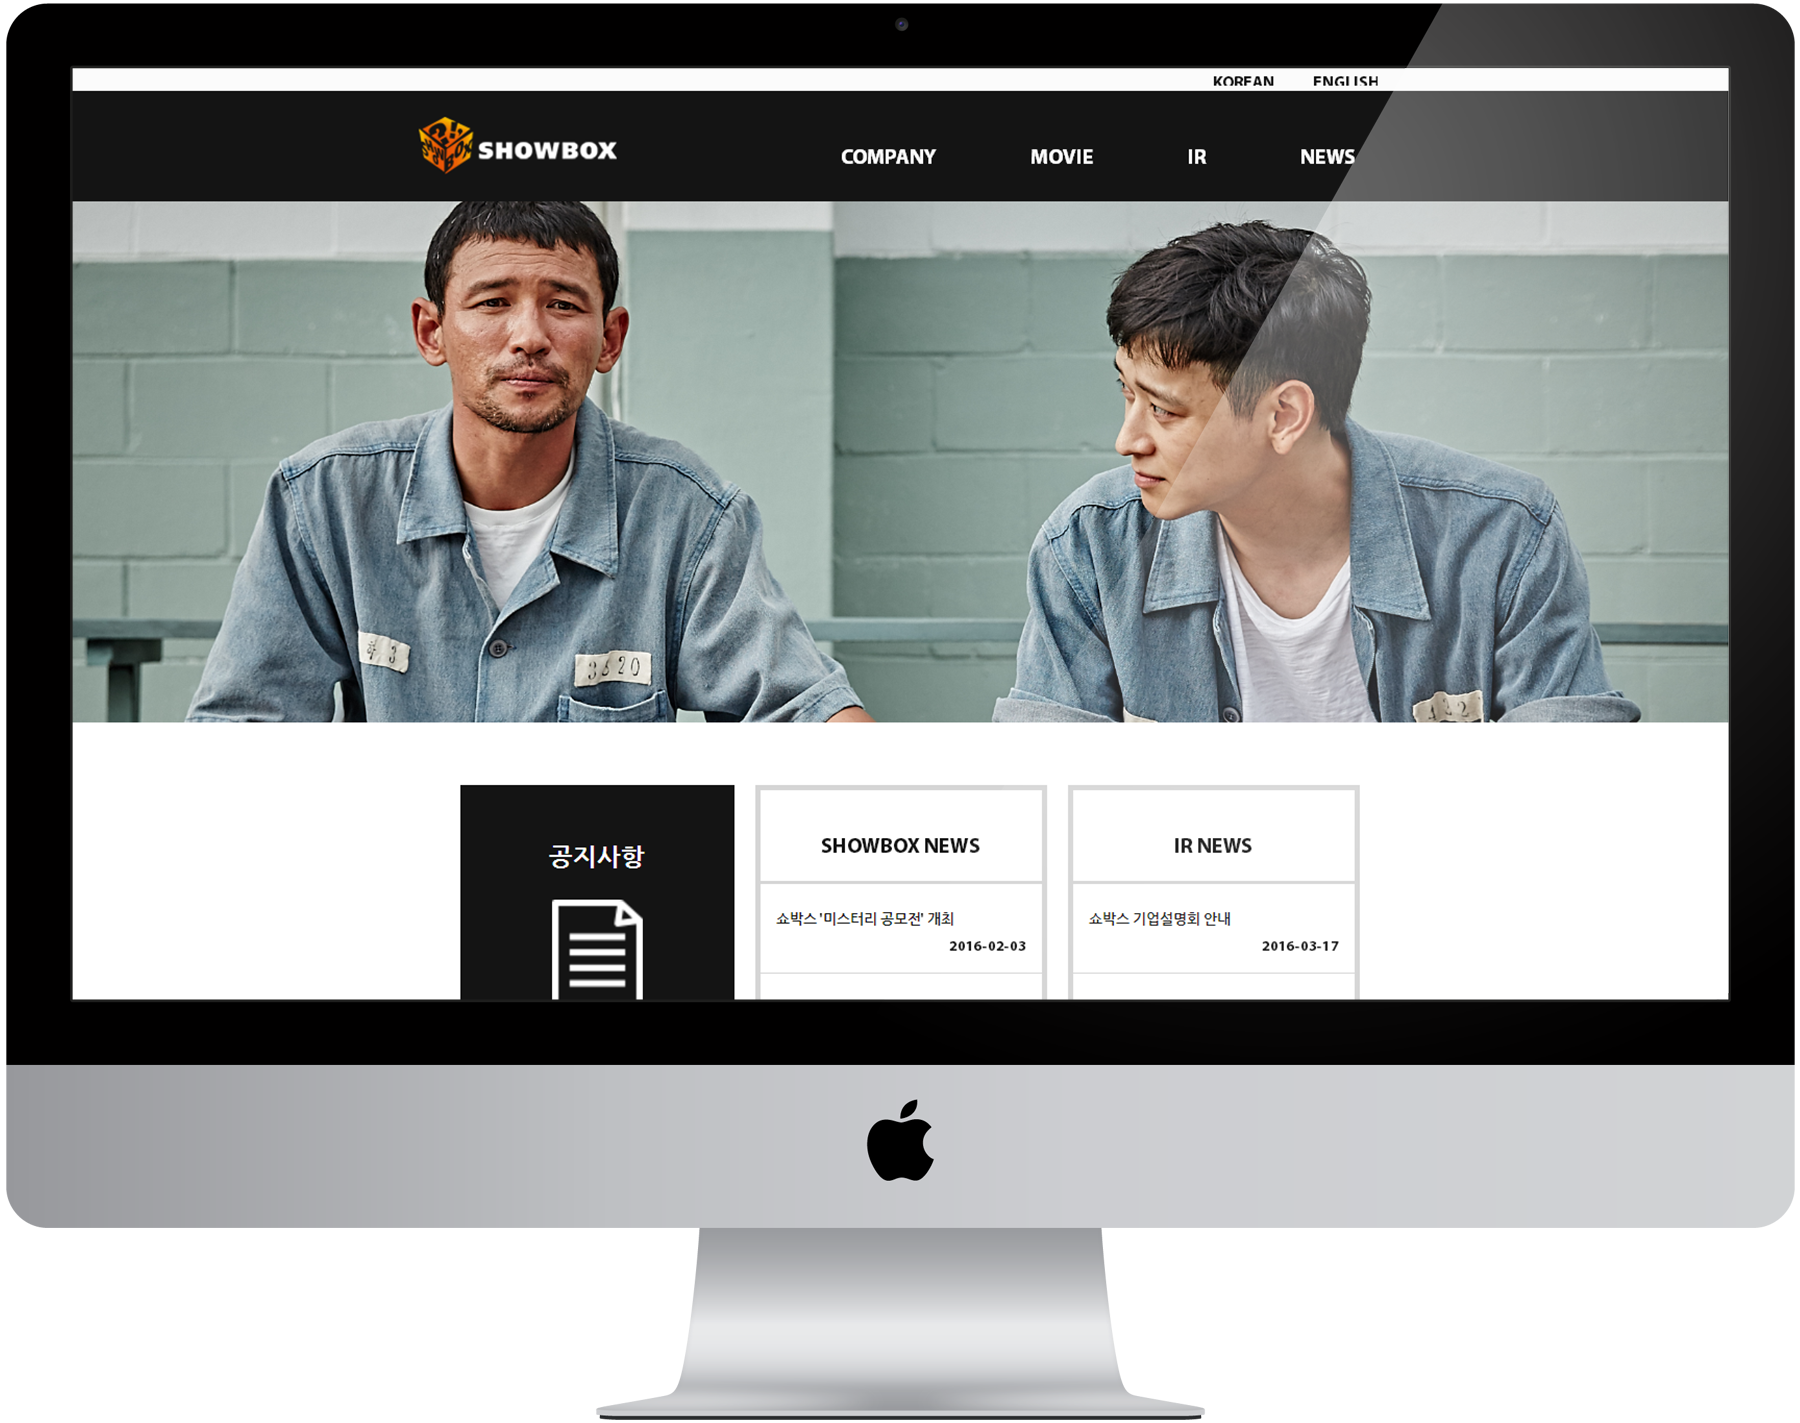 KOREAN ENGLISH
SHOWBOX
COMPANY MOVIE IR NEWS
3
3620
공지사항
SHOWBOX NEWS
쇼박스 '미스터리 공모전' 개최
2016-02-03
IR NEWS
쇼박스 기업설명회 안내
2016-03-17